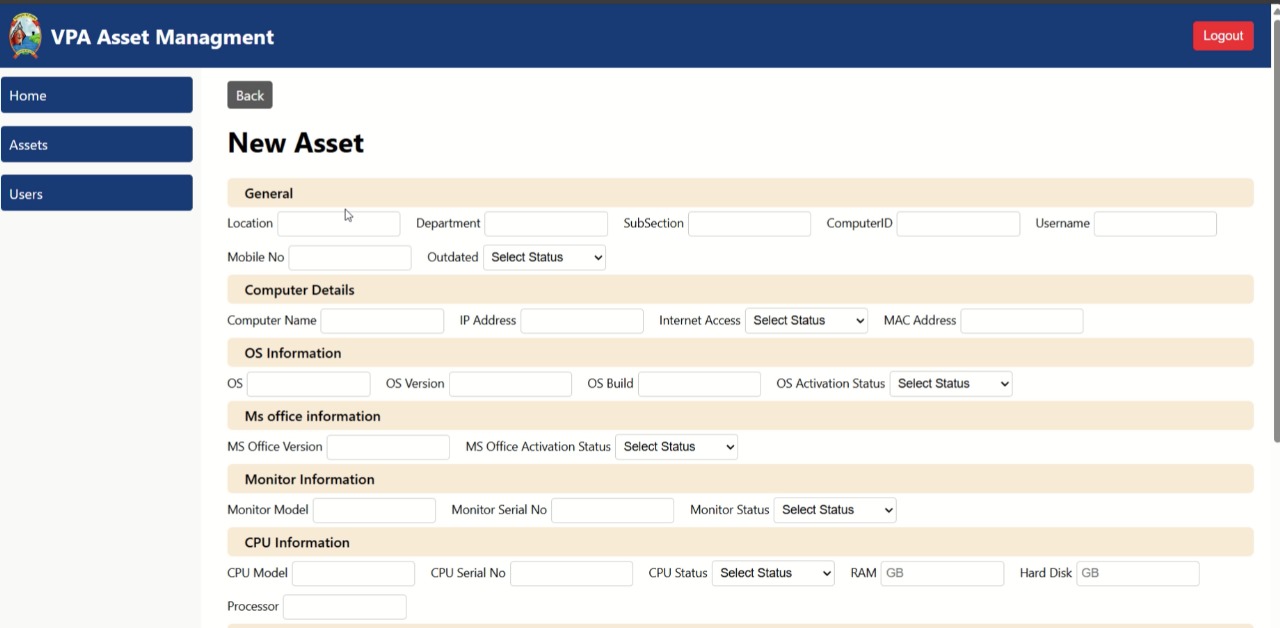 VPA Asset Managment
Logout
Home
Assets
Users
Back
New Asset
General
Location Department SubSection ComputerID Username
Mobile No Outdated Select Status
Computer Details
Computer Name IP Address Internet Access Select Status MAC Address
OS Information
OS OS Version OS Build OS Activation Status Select Status
Ms office information
MS Office Version MS Office Activation Status Select Status
Monitor Information
Monitor Model Monitor Serial No Monitor Status Select Status
CPU Information
CPU Model CPU Serial No CPU Status Select Status RAM GB Hard Disk GB
Processor